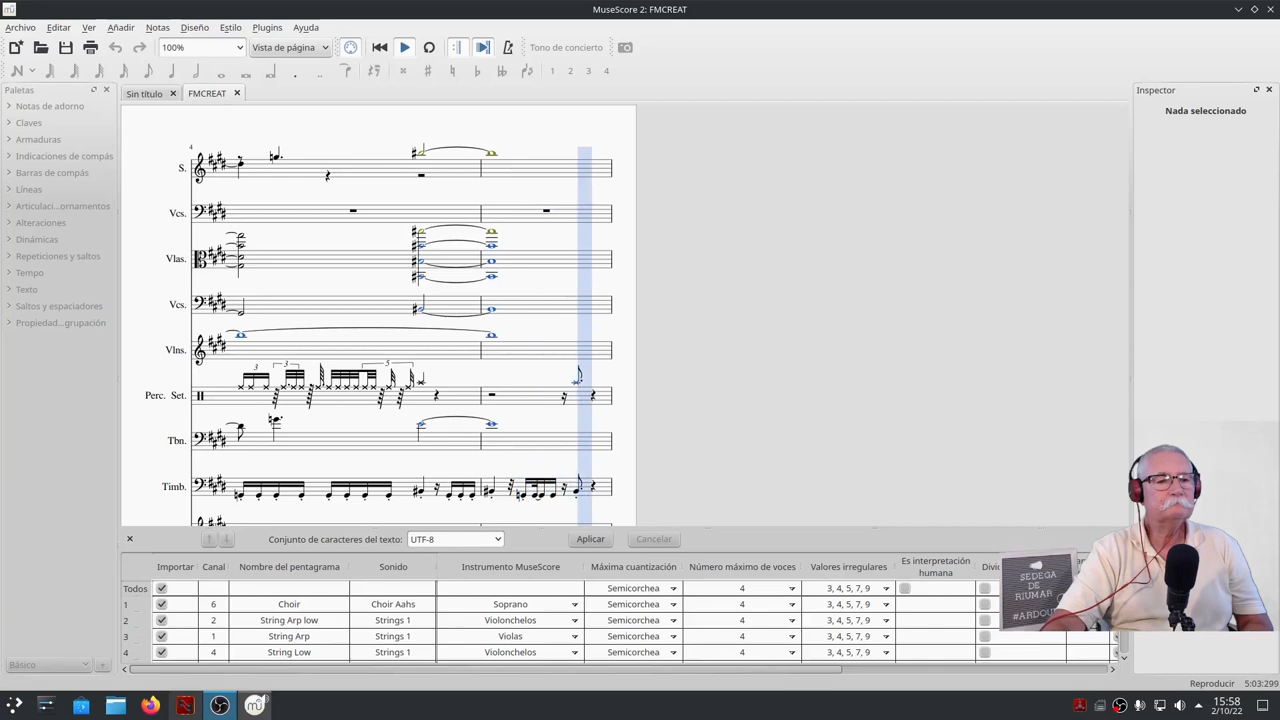 MuseScore 2: FMCREAT
Archivo Editar Ver Añadir Notas Diseño Estilo Plugins Ayuda
100% Vista de página Tono de concierto
1 2 3 4
Paletas
Sin título FMCREAT
Inspector
Nada seleccionado
Notas de adorno
Claves
Armaduras
Indicaciones de compás
Barras de compás
Líneas
Articulaci...ornamentos
Alteraciones
Dinámicas
Repeticiones y saltos
Tempo
Texto
Saltos y espaciadores
Propiedad...grupación
4
S.
Vcs.
Vlas.
Vcs.
Vlns.
3 3 5
Perc. Set.
Tbn.
Timb.
Conjunto de caracteres del texto: UTF-8 Aplicar Cancelar
Importar Canal Nombre del pentagrama Sonido Instrumento MuseScore Máxima cuantización Número máximo de voces Valores irregulares Es interpretación humana Divid
Todos Semicorchea 4 3, 4, 5, 7, 9
1 6 Choir Choir Aahs Soprano Semicorchea 4 3, 4, 5, 7, 9
2 2 String Arp low Strings 1 Violonchelos Semicorchea 4 3, 4, 5, 7, 9
3 1 String Arp Strings 1 Violas Semicorchea 4 3, 4, 5, 7, 9
4 4 String Low Strings 1 Violonchelos Semicorchea 4 3, 4, 5, 7, 9
SEDEGA
DE
RIUMAR
#ARDOU
Básico
Reproducir 5:03:299
15:58
2/10/22